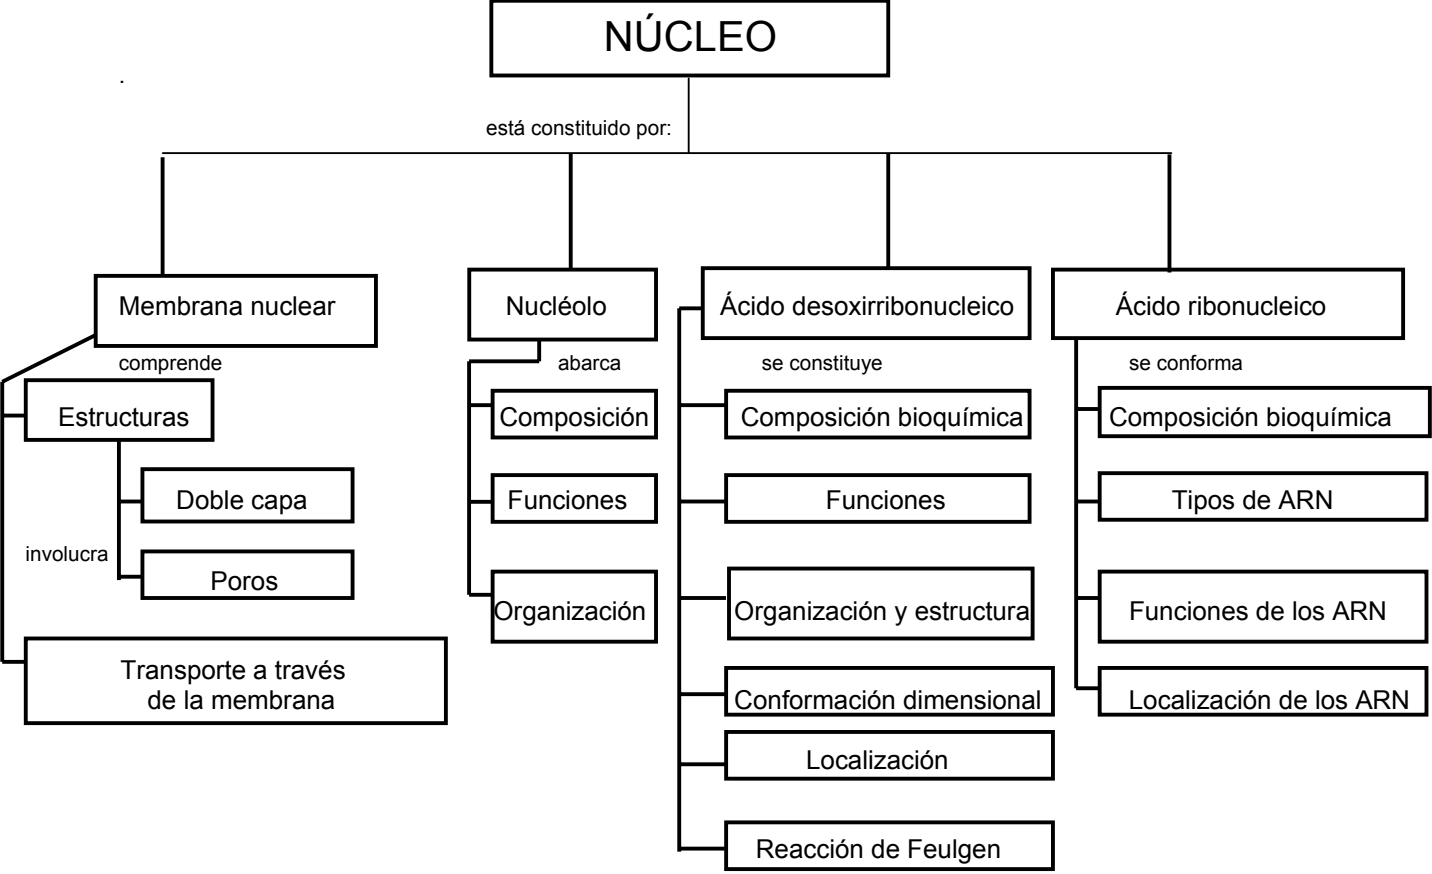 NÚCLEO
.
está constituido por:
Membrana nuclear
Nucléolo
Ácido desoxirribonucleico
Ácido ribonucleico
comprende
abarca
se constituye
se conforma
Estructuras
Composición
Composición bioquímica
Composición bioquímica
Doble capa
Funciones
Funciones
Tipos de ARN
involucra
Poros
Organización
Organización y estructura
Funciones de los ARN
Transporte a través
de la membrana
Conformación dimensional
Localización de los ARN
Localización
Reacción de Feulgen